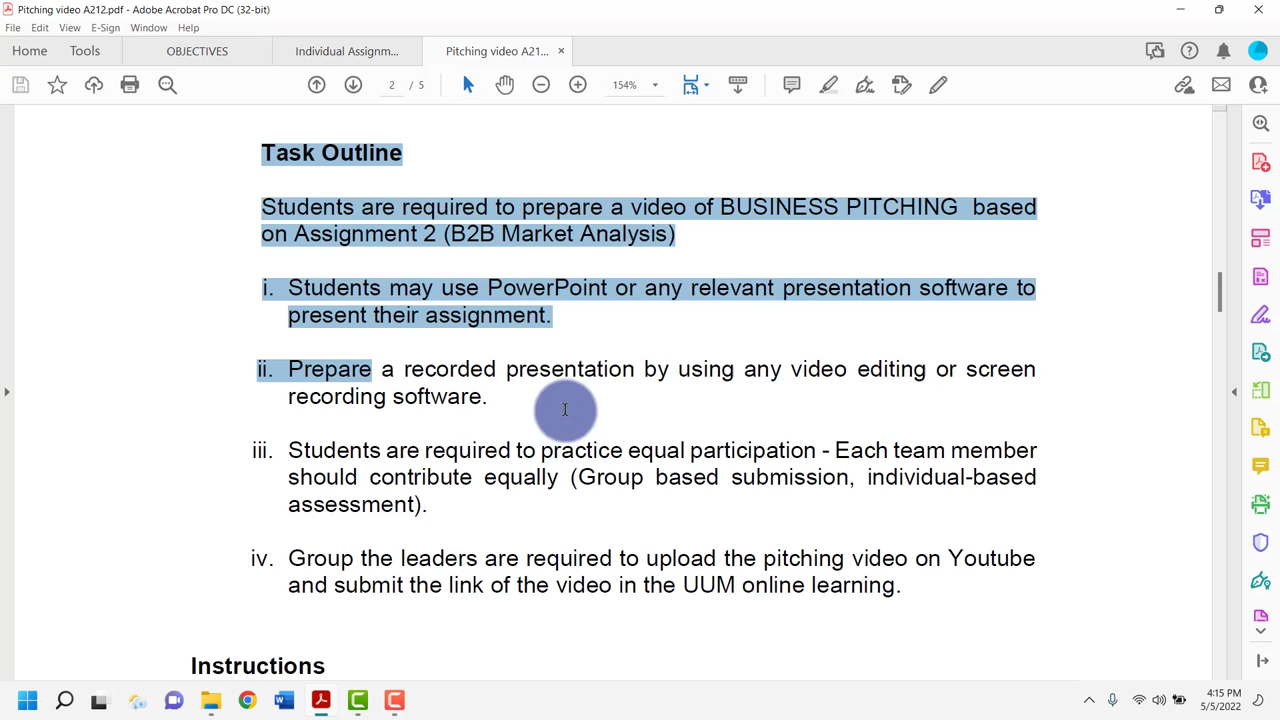 Pitching video A212.pdf - Adobe Acrobat Pro DC (32-bit)
File Edit View E-Sign Window Help
Home Tools OBJECTIVES Individual Assignm... Pitching video A21... ×
2 / 5 154%
Task Outline
Students are required to prepare a video of BUSINESS PITCHING based
on Assignment 2 (B2B Market Analysis)
i. Students may use PowerPoint or any relevant presentation software to
present their assignment.
ii. Prepare a recorded presentation by using any video editing or screen
recording software.
iii. Students are required to practice equal participation - Each team member
should contribute equally (Group based submission, individual-based
assessment).
iv. Group the leaders are required to upload the pitching video on Youtube
and submit the link of the video in the UUM online learning.
Instructions
4:15 PM
5/5/2022